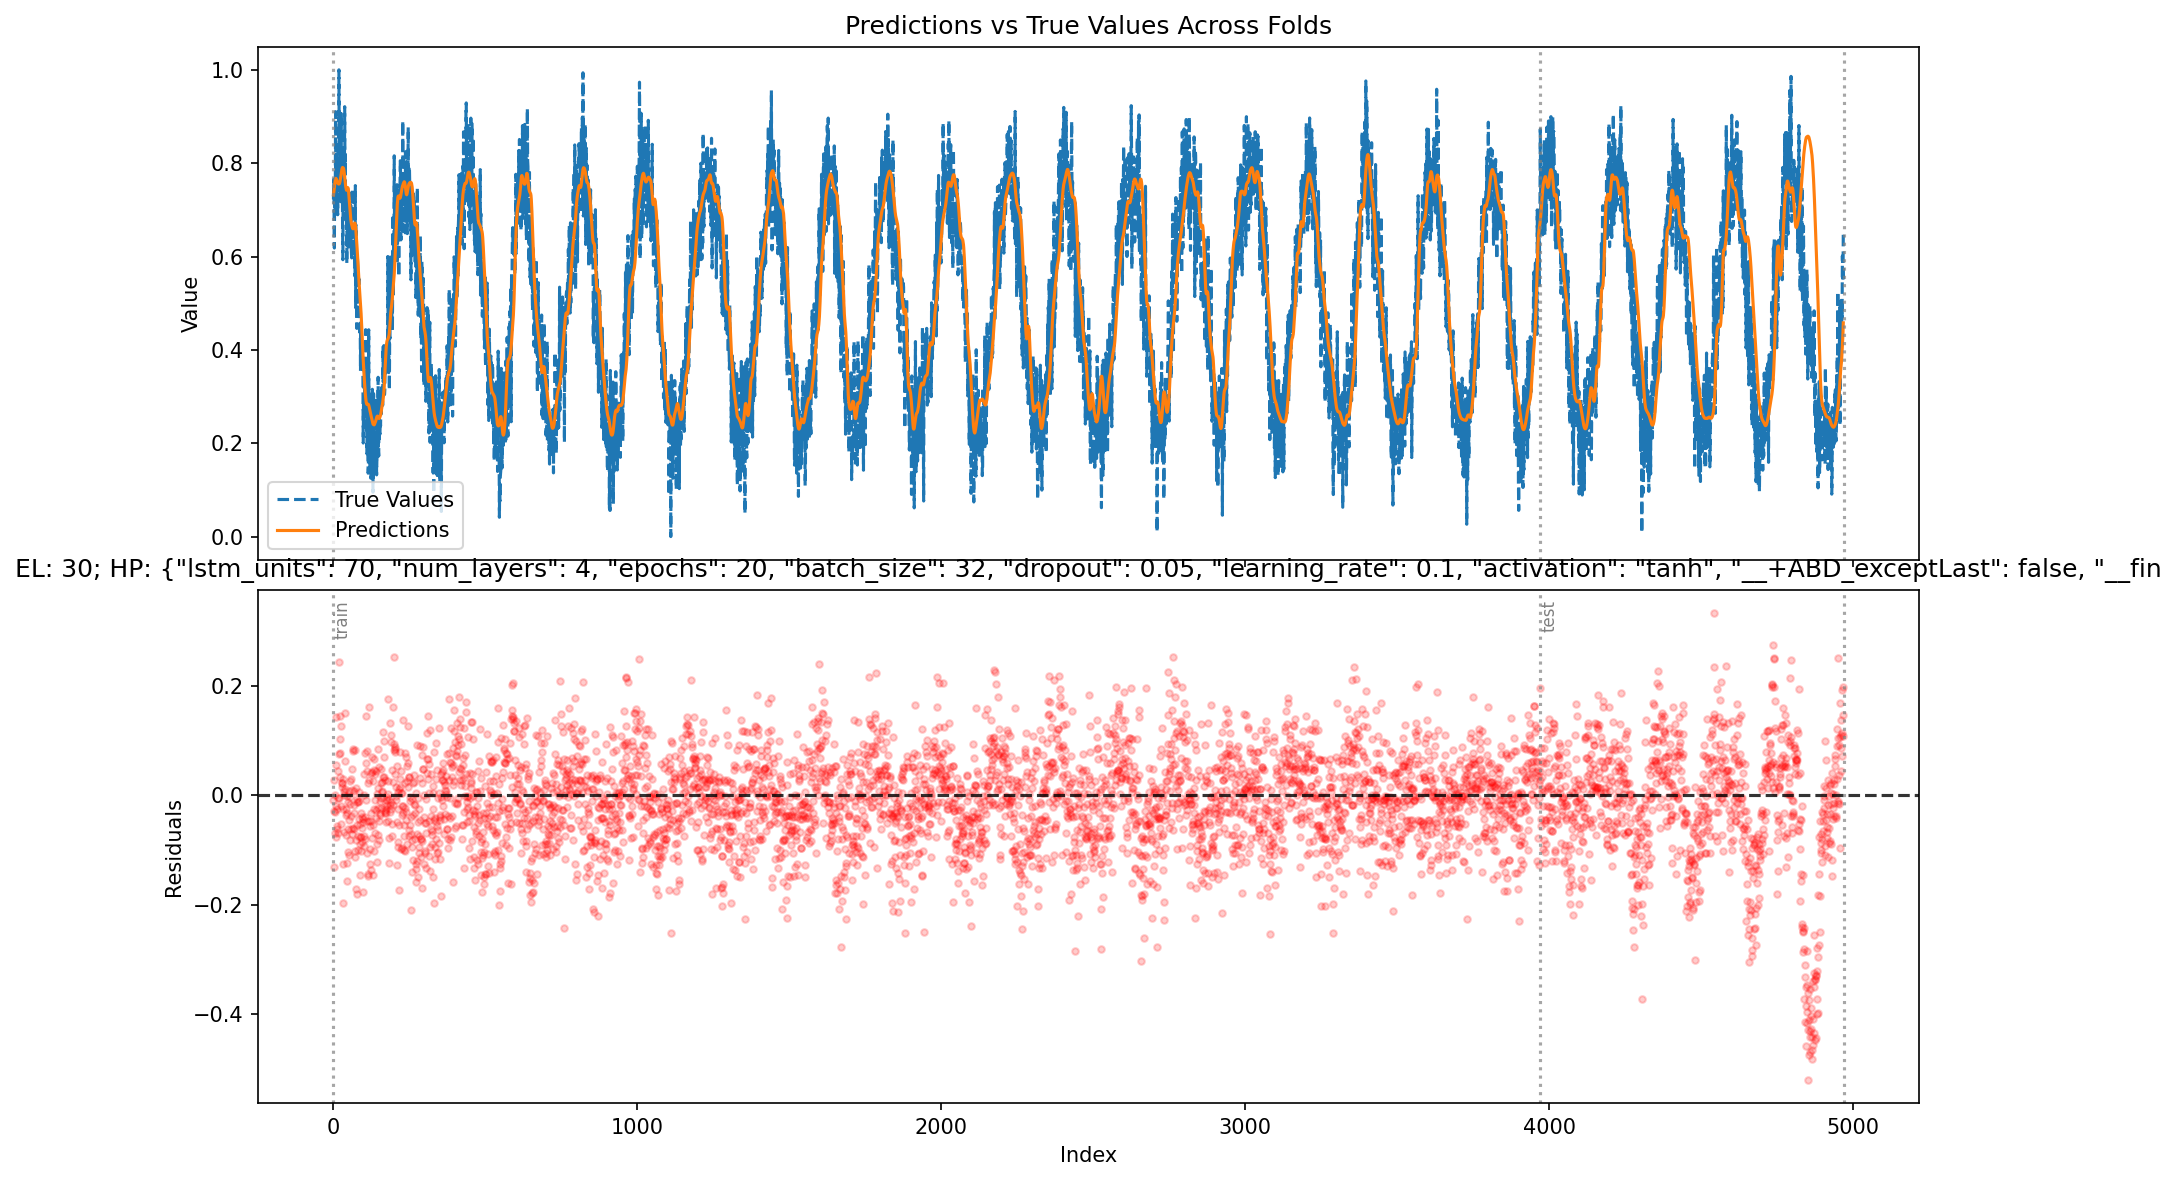 Predictions vs True Values Across Folds
1.0
0.8
0.6
0.4
0.2
0.0
Value
True Values
Predictions
EL: 30; HP: {"lstm_units": 70, "num_layers": 4, "epochs": 20, "batch_size": 32, "dropout": 0.05, "learning_rate": 0.1, "activation": "tanh", "__+ABD_exceptLast": false, "__fin
train
test
0.2
0.0
−0.2
−0.4
Residuals
0 1000 2000 3000 4000 5000
Index